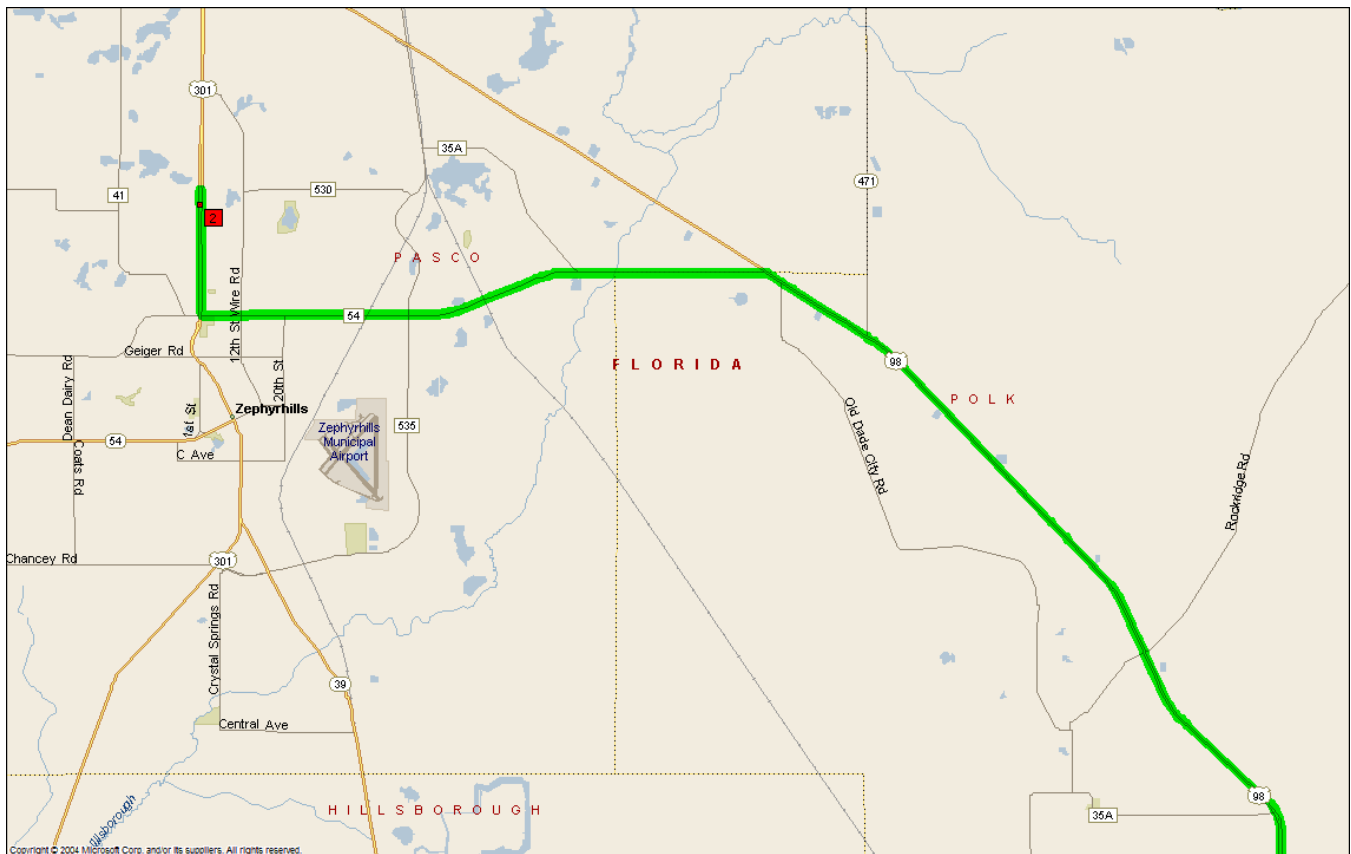 301
35A
471
41
530
2
PASCO
12th St Wire Rd
54
Geiger Rd
FLORIDA
98
Dean Dairy Rd
20th St
POLK
1st St
Zephyrhills
Old Dade City Rd
Zephyrhills
Municipal
Airport
535
54
C Ave
Coats Rd
Rockridge Rd
Chancey Rd
301
Crystal Springs Rd
39
Central Ave
98
HILLSBOROUGH
35A
Copyright © 2004 Microsoft Corp. and/or its suppliers. All rights reserved.